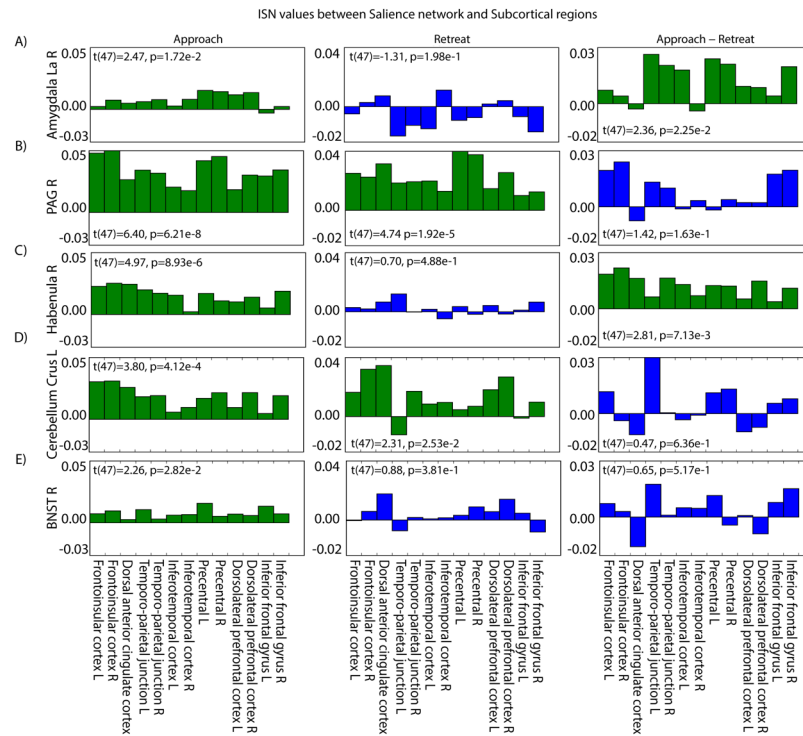 ISN values between Salience network and Subcortical regions
Approach
Retreat
Approach – Retreat
A)
Amygdala La R
0.05
0.00
-0.03
t(47)=2.47, p=1.72e-2
0.04
0.00
-0.02
t(47)=-1.31, p=1.98e-1
0.03
0.00
-0.02
t(47)=2.36, p=2.25e-2
B)
PAG R
0.05
0.00
-0.03
t(47)=6.40, p=6.21e-8
0.04
0.00
-0.02
t(47)=4.74 p=1.92e-5
0.03
0.00
-0.02
t(47)=1.42, p=1.63e-1
C)
Habenula R
0.05
0.00
-0.03
t(47)=4.97, p=8.93e-6
0.04
0.00
-0.02
t(47)=0.70, p=4.88e-1
0.03
0.00
-0.02
t(47)=2.81, p=7.13e-3
D)
Cerebellum Crus L
0.05
0.00
-0.03
t(47)=3.80, p=4.12e-4
0.04
0.00
-0.02
t(47)=2.31, p=2.53e-2
0.03
0.00
-0.02
t(47)=0.47, p=6.36e-1
E)
BNST R
0.05
0.00
-0.03
t(47)=2.26, p=2.82e-2
0.04
0.00
-0.02
t(47)=0.88, p=3.81e-1
0.03
0.00
-0.02
t(47)=0.65, p=5.17e-1
Frontoinsular cortex L
Frontoinsular cortex R
Dorsal anterior cingulate cortex
Temporo-parietal junction L
Temporo-parietal junction R
Inferotemporal cortex L
Inferotemporal cortex R
Precentral L
Precentral R
Dorsolateral prefrontal cortex L
Dorsolateral prefrontal cortex R
Inferior frontal gyrus L
Inferior frontal gyrus R
Frontoinsular cortex L
Frontoinsular cortex R
Dorsal anterior cingulate cortex
Temporo-parietal junction L
Temporo-parietal junction R
Inferotemporal cortex L
Inferotemporal cortex R
Precentral L
Precentral R
Dorsolateral prefrontal cortex L
Dorsolateral prefrontal cortex R
Inferior frontal gyrus L
Inferior frontal gyrus R
Frontoinsular cortex L
Frontoinsular cortex R
Dorsal anterior cingulate cortex
Temporo-parietal junction L
Temporo-parietal junction R
Inferotemporal cortex L
Inferotemporal cortex R
Precentral L
Precentral R
Dorsolateral prefrontal cortex L
Dorsolateral prefrontal cortex R
Inferior frontal gyrus L
Inferior frontal gyrus R